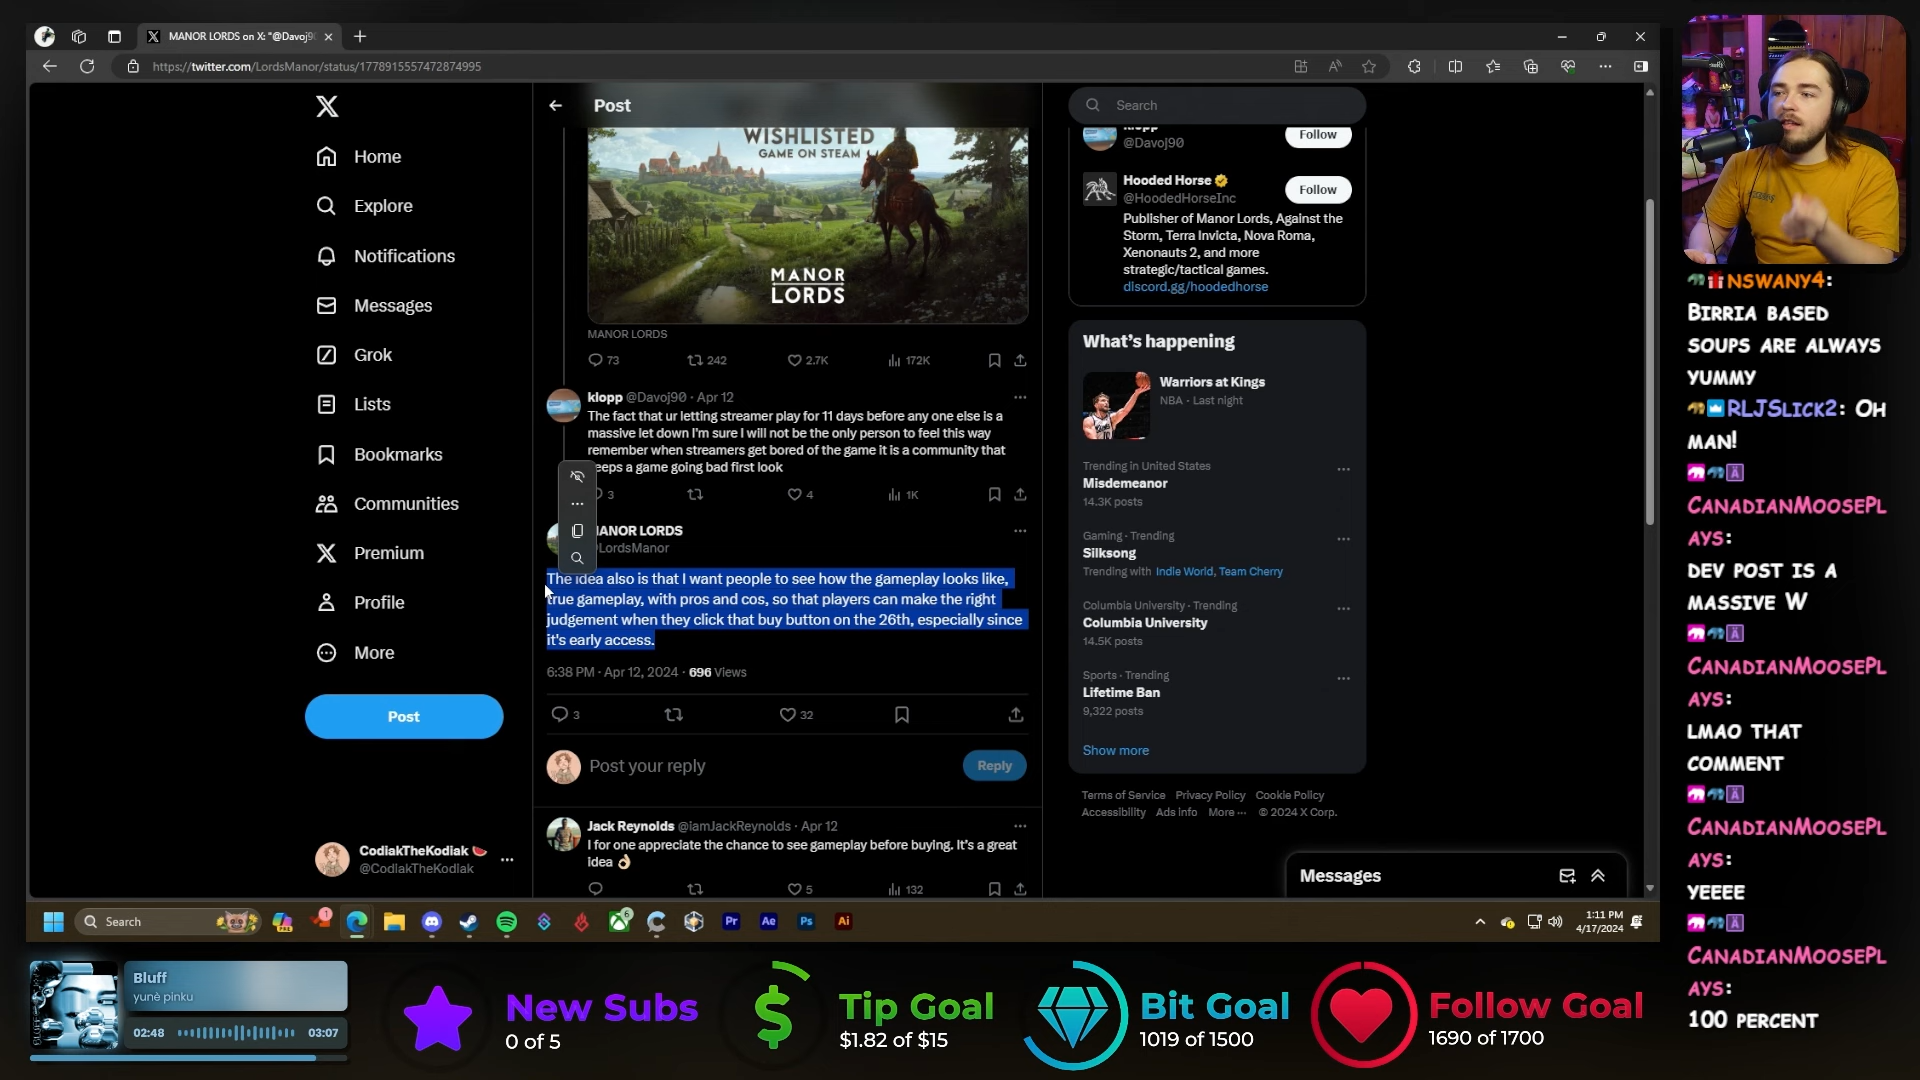 MANOR LORDS on X: "@Davoj90
https://twitter.com/LordsManor/status/1778915557472874995
Home
Explore
Notifications
Messages
Grok
Lists
Bookmarks
Communities
Premium
Profile
More
Post
CodiakTheKodiak 🍉
@CodiakTheKodiak
Post
WISHLISTED
GAME ON STEAM
MANOR
LORDS
MANOR LORDS
73
242
2.7K
172K
klopp @Davoj90 · Apr 12
The fact that ur letting streamer play for 11 days before any one else is a
massive let down I'm sure I will not be the only person to feel this way
remember when streamers get bored of the game it is a community that
eeps a game going bad first look
3
4
1K
MANOR LORDS
@LordsManor
The idea also is that I want people to see how the gameplay looks like,
true gameplay, with pros and cos, so that players can make the right
judgement when they click that buy button on the 26th, especially since
it's early access.
6:38 PM · Apr 12, 2024 · 696 Views
3
32
Post your reply
Reply
Jack Reynolds @iamJackReynolds · Apr 12
I for one appreciate the chance to see gameplay before buying. It's a great
idea 👌🏻
5
132
Search
klopp
@Davoj90
Follow
Hooded Horse
@HoodedHorseInc
Follow
Publisher of Manor Lords, Against the
Storm, Terra Invicta, Nova Roma,
Xenonauts 2, and more
strategic/tactical games.
discord.gg/hoodedhorse
What's happening
Warriors at Kings
NBA · Last night
Trending in United States
Misdemeanor
14.3K posts
Gaming · Trending
Silksong
Trending with Indie World, Team Cherry
Columbia University · Trending
Columbia University
14.5K posts
Sports · Trending
Lifetime Ban
9,322 posts
Show more
Terms of Service Privacy Policy Cookie Policy
Accessibility Ads info More ··· © 2024 X Corp.
Messages
Search
PRE
1
6
Pr
Ae
Ps
Ai
1:11 PM
4/17/2024
NSWANY4:
BIRRIA BASED
SOUPS ARE ALWAYS
YUMMY
RLJSLICK2: OH
MAN!
CANADIANMOOSEPL
AYS:
DEV POST IS A
MASSIVE W
CANADIANMOOSEPL
AYS:
LMAO THAT
COMMENT
CANADIANMOOSEPL
AYS:
YEEEE
CANADIANMOOSEPL
AYS:
100 PERCENT
Bluff
yunè pinku
02:48
03:07
New Subs
0 of 5
Tip Goal
$1.82 of $15
Bit Goal
1019 of 1500
Follow Goal
1690 of 1700